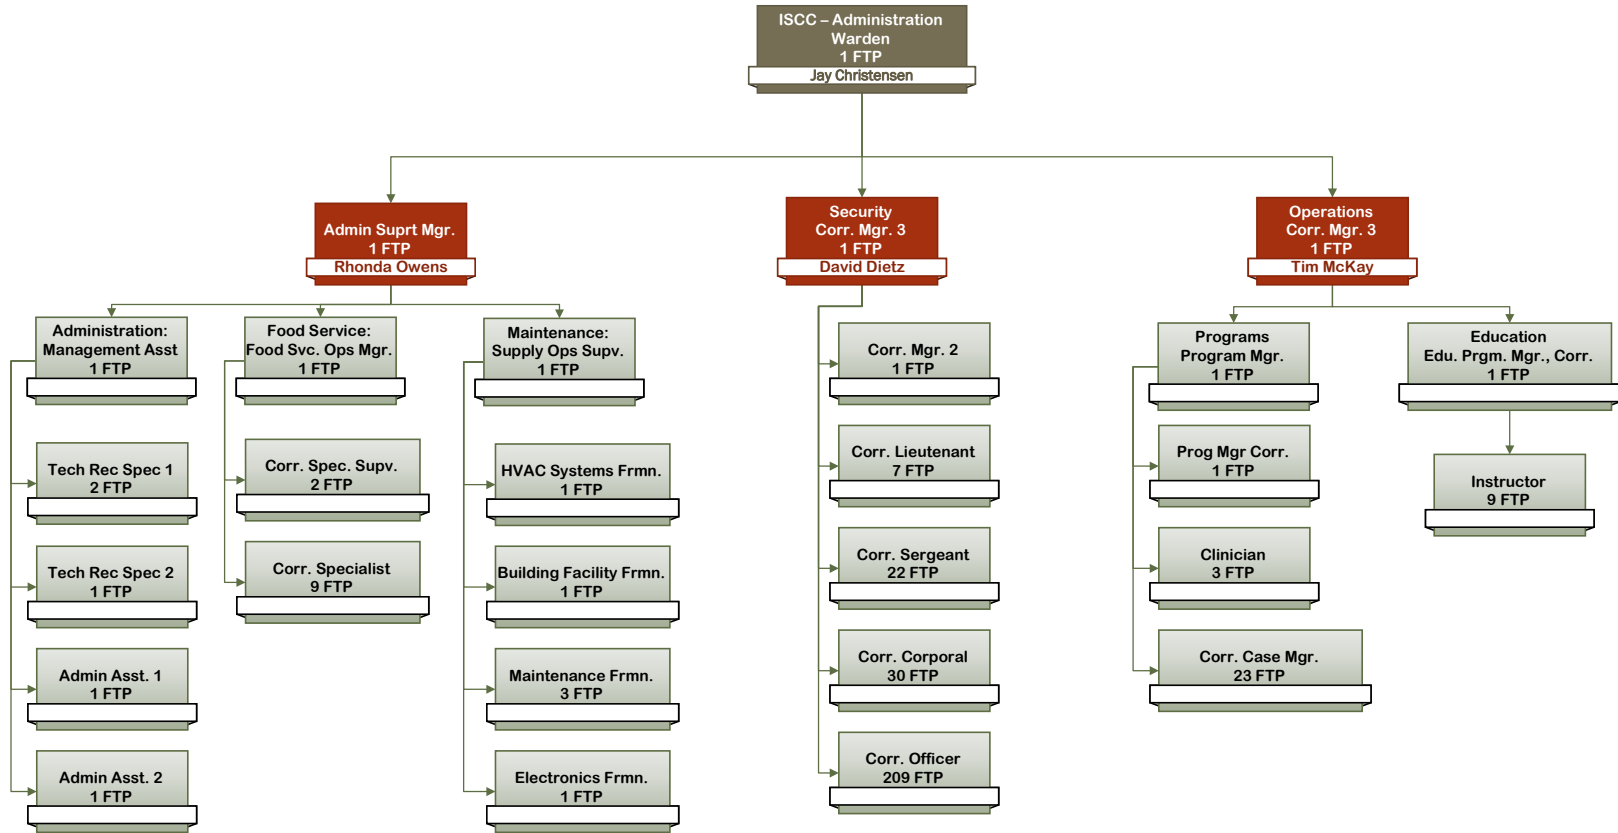 ISCC – Administration
Warden
1 FTP
Jay Christensen
Admin Suprt Mgr.
1 FTP
Rhonda Owens
Security
Corr. Mgr. 3
1 FTP
David Dietz
Operations
Corr. Mgr. 3
1 FTP
Tim McKay
Administration:
Management Asst
1 FTP
Tech Rec Spec 1
2 FTP
Tech Rec Spec 2
1 FTP
Admin Asst. 1
1 FTP
Admin Asst. 2
1 FTP
Food Service:
Food Svc. Ops Mgr.
1 FTP
Corr. Spec. Supv.
2 FTP
Corr. Specialist
9 FTP
Maintenance:
Supply Ops Supv.
1 FTP
HVAC Systems Frmn.
1 FTP
Building Facility Frmn.
1 FTP
Maintenance Frmn.
3 FTP
Electronics Frmn.
1 FTP
Corr. Mgr. 2
1 FTP
Corr. Lieutenant
7 FTP
Corr. Sergeant
22 FTP
Corr. Corporal
30 FTP
Corr. Officer
209 FTP
Programs
Program Mgr.
1 FTP
Prog Mgr Corr.
1 FTP
Clinician
3 FTP
Corr. Case Mgr.
23 FTP
Education
Edu. Prgm. Mgr., Corr.
1 FTP
Instructor
9 FTP